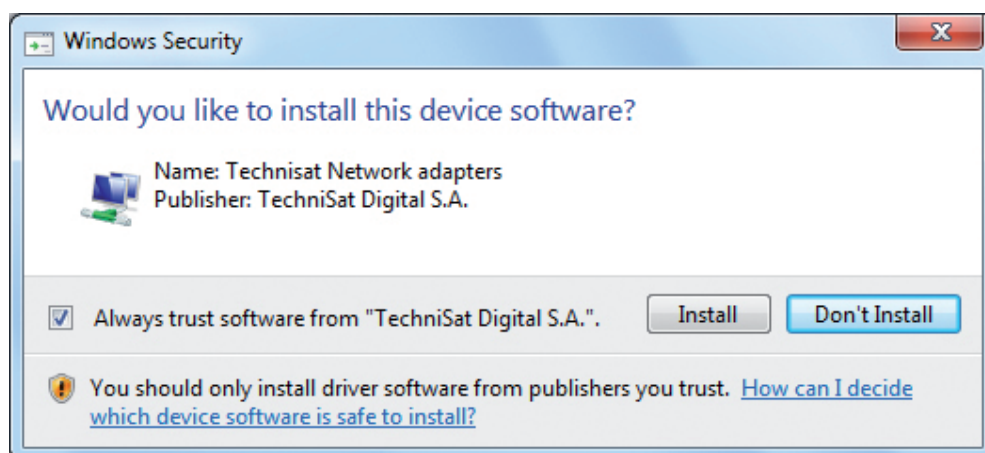 Windows Security
Would you like to install this device software?
Name: Technisat Network adapters
Publisher: TechniSat Digital S.A.
Always trust software from "TechniSat Digital S.A.".
Install
Don't Install
You should only install driver software from publishers you trust. How can I decide
which device software is safe to install?